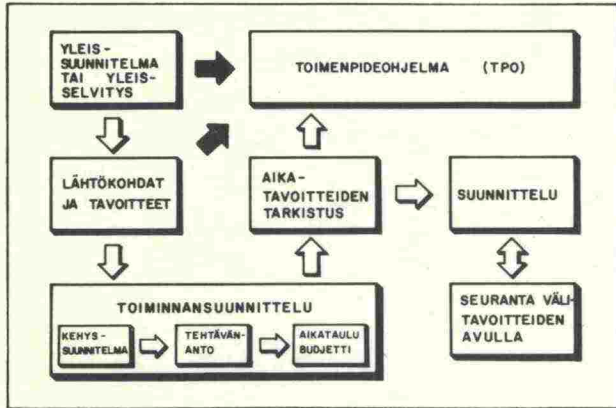 YLEIS-
SUUNNITELMA
TAI YLEIS-
SELVITYS
TOIMENPIDEOHJELMA (TPO)
LÄHTÖKOHDAT
JA TAVOITTEET
AIKA-
TAVOITTEIDEN
TARKISTUS
SUUNNITTELU
TOIMINNANSUUNNITTELU
KEHYS-
SUUNNITELMA
TEHTÄVÄN-
ANTO
AIKATAULU
BUDJETTI
SEURANTA VÄLI-
TAVOITTEIDEN
AVULLA